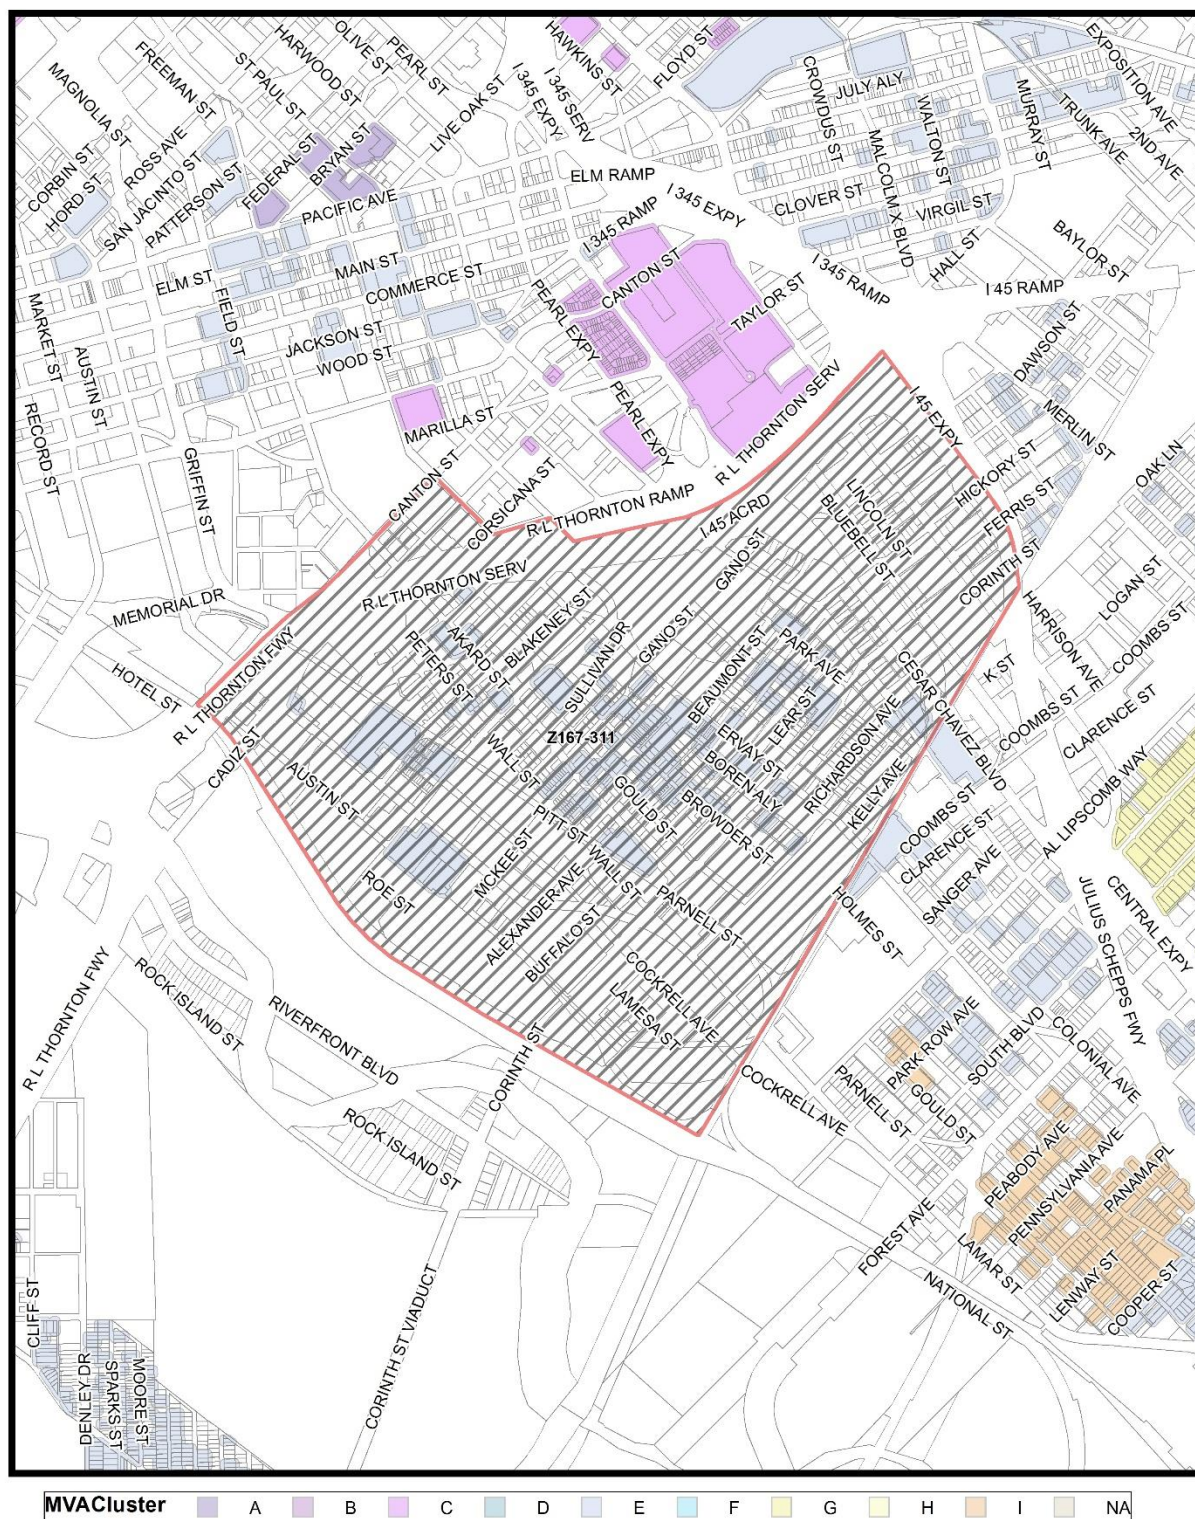 MAGNOLIA ST
FREEMAN ST
ST PAUL ST
HARWOOD ST
OLIVE ST
PEARL ST
LIVE OAK ST
I 345 EXPY
I 345 SERV
HAWKINS ST
FLOYD ST
CROWDUS ST
JULY ALY
EXPOSITION AVE
TRUNK AVE
2ND AVE
MURRAY ST
WALTON ST
MALCOLM X BLVD
CORBIN ST
HORD ST
ROSS AVE
SAN JACINTO ST
PATTERSON ST
FEDERAL ST
BRYAN ST
PACIFIC AVE
ELM RAMP
I 345 EXPY
I 345 RAMP
CLOVER ST
VIRGIL ST
HALL ST
BAYLOR ST
I 345 RAMP
I 45 RAMP
ELM ST
MAIN ST
COMMERCE ST
CANTON ST
TAYLOR ST
PEARL EXPY
FIELD ST
JACKSON ST
WOOD ST
MARKET ST
AUSTIN ST
RECORD ST
MARILLA ST
PEARL EXPY
R L THORNTON SERV
I 45 EXPY
DAWSON ST
MERLIN ST
HICKORY ST
FERRIS ST
OAK LN
GRIFFIN ST
CANTON ST
CORSICANA ST
R L THORNTON RAMP
I 45 ACRD
LINCOLN ST
BLUEBELL ST
GANO ST
CORINTH ST
LOGAN ST
MEMORIAL DR
R L THORNTON SERV
HOTEL ST
R L THORNTON FWY
CADIZ ST
PETERS ST
AKARD ST
BLAKENEY ST
SULLIVAN DR
GANO ST
BEAUMONT ST
PARK AVE
CESAR CHAVEZ BLVD
HARRISON AVE
K ST
COOMBS ST
COOMBS ST
CLARENCE ST
Z167-311
WALL ST
ERVAY ST
LEAR ST
BOREN ALY
RICHARDSON AVE
KELLY AVE
AUSTIN ST
PITT ST
GOULD ST
BROWDER ST
MCKEE ST
WALL ST
ROE ST
ALEXANDER AVE
BUFFALO ST
PARNELL ST
COOMBS ST
CLARENCE ST
SANGER AVE
AL LIPSCOMB WAY
HOLMES ST
JULIUS SCHEPPS FWY
CENTRAL EXPY
COCKRELL AVE
LAMESA ST
R L THORNTON FWY
ROCK ISLAND ST
RIVERFRONT BLVD
CORINTH ST
ROCK ISLAND ST
COCKRELL AVE
PARNELL ST
PARK ROW AVE
GOULD ST
SOUTH BLVD
COLONIAL AVE
PEABODY AVE
PENNSYLVANIA AVE
PANAMA PL
FOREST AVE
LAMAR ST
LENWAY ST
COOPER ST
NATIONAL ST
CLIFF ST
DENLEY DR
SPARKS ST
MOORE ST
CORINTH ST VIADUCT
MVACluster A B C D E F G H I NA